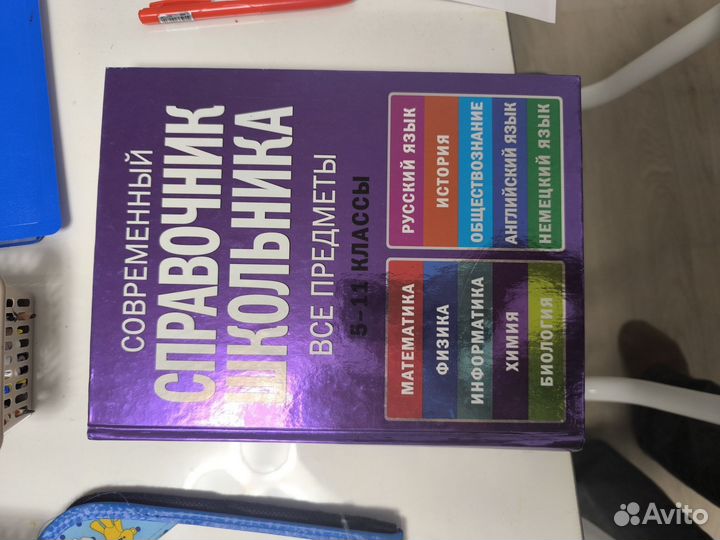 СОВРЕМЕННЫЙ
СПРАВОЧНИК
ШКОЛЬНИКА
ВСЕ ПРЕДМЕТЫ
5–11 КЛАССЫ
МАТЕМАТИКА
ФИЗИКА
ИНФОРМАТИКА
ХИМИЯ
БИОЛОГИЯ
РУССКИЙ ЯЗЫК
ИСТОРИЯ
ОБЩЕСТВОЗНАНИЕ
АНГЛИЙСКИЙ ЯЗЫК
НЕМЕЦКИЙ ЯЗЫК
Avito